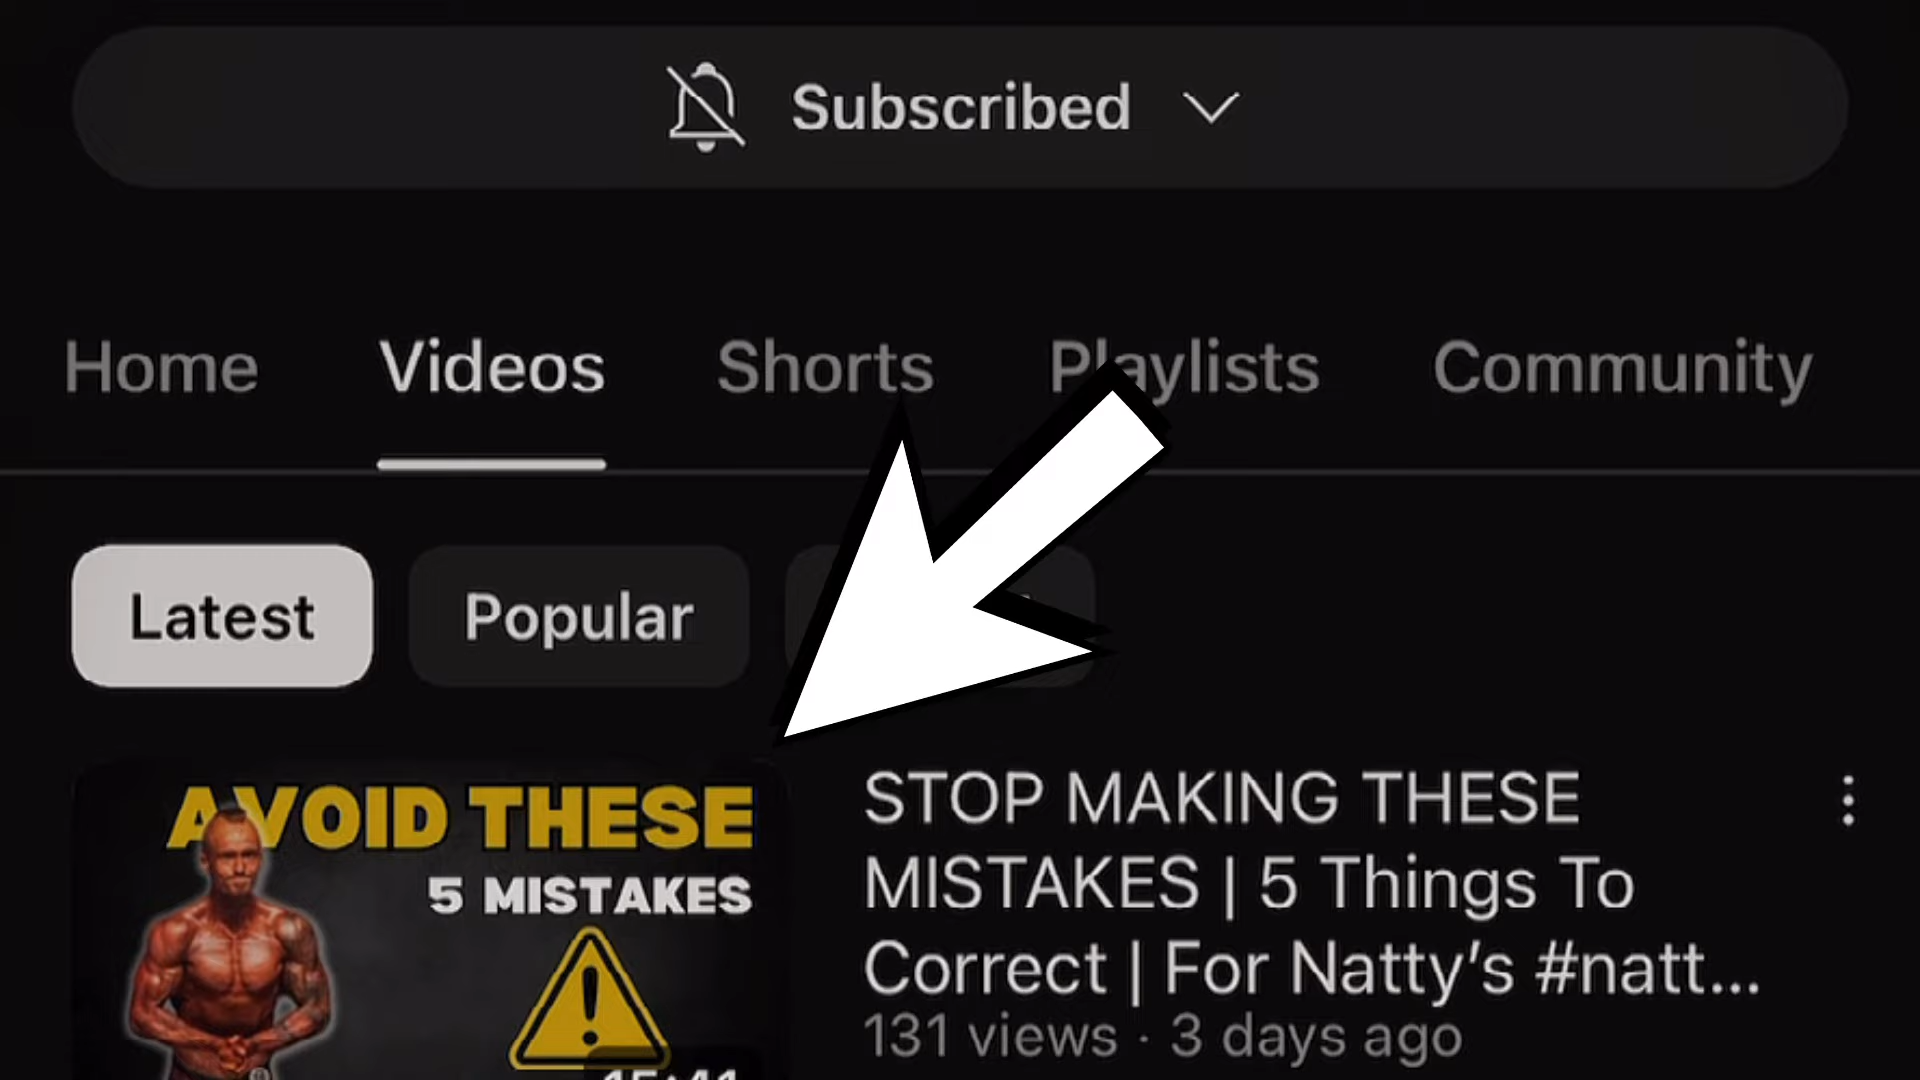 Subscribed
Home Videos Shorts Playlists Community
Latest Popular
AVOID THESE
5 MISTAKES
STOP MAKING THESE
MISTAKES | 5 Things To
Correct | For Natty’s #natt...
131 views · 3 days ago